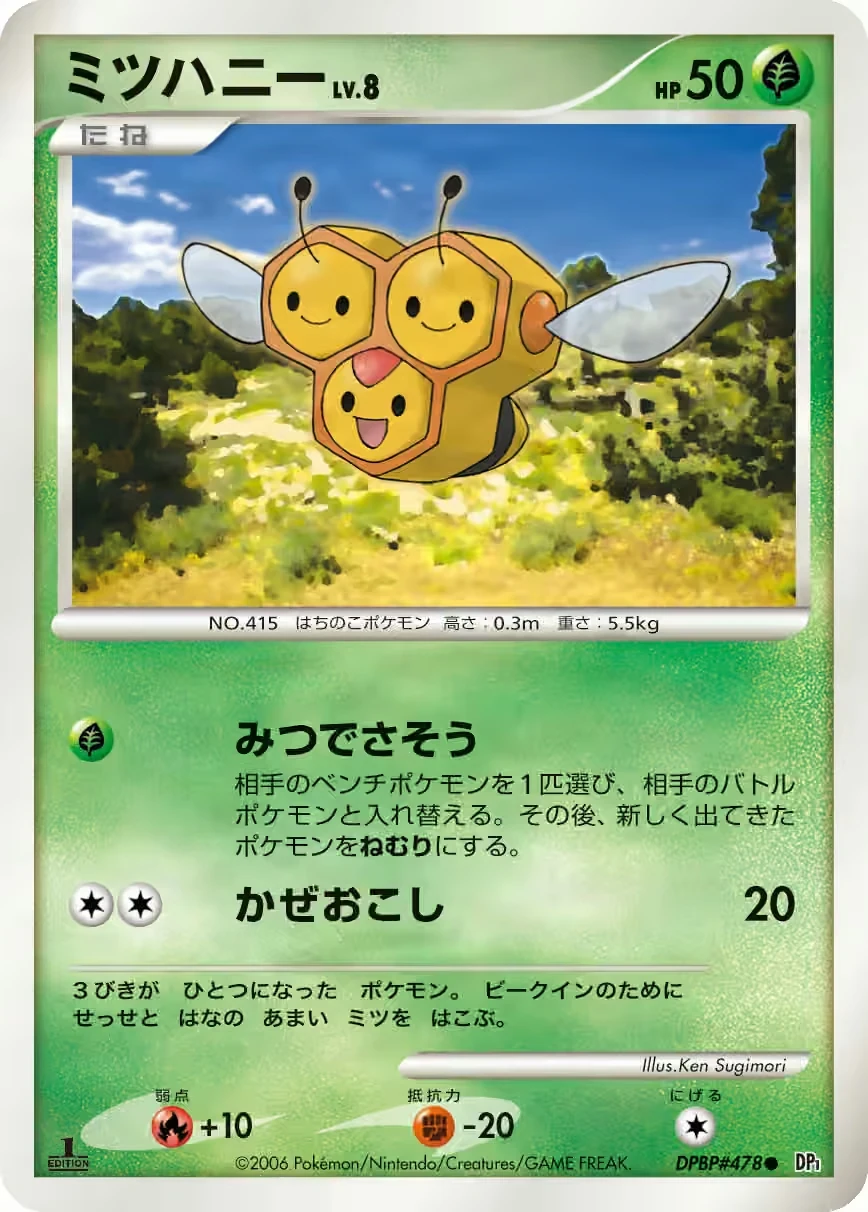 ミツハニー LV.8 HP 50
たね
NO.415 はちのこポケモン 高さ:0.3m 重さ:5.5kg
みつでさそう
相手のベンチポケモンを1匹選び、相手のバトル
ポケモンと入れ替える。その後、新しく出てきた
ポケモンをねむりにする。
かぜおこし 20
3びきが ひとつになった ポケモン。 ビークインのために
せっせと はなの あまい ミツを はこぶ。
Illus.Ken Sugimori
弱点 抵抗力 にげる
+10 -20
1 EDITION
©2006 Pokémon/Nintendo/Creatures/GAME FREAK. DPBP#478 DP1